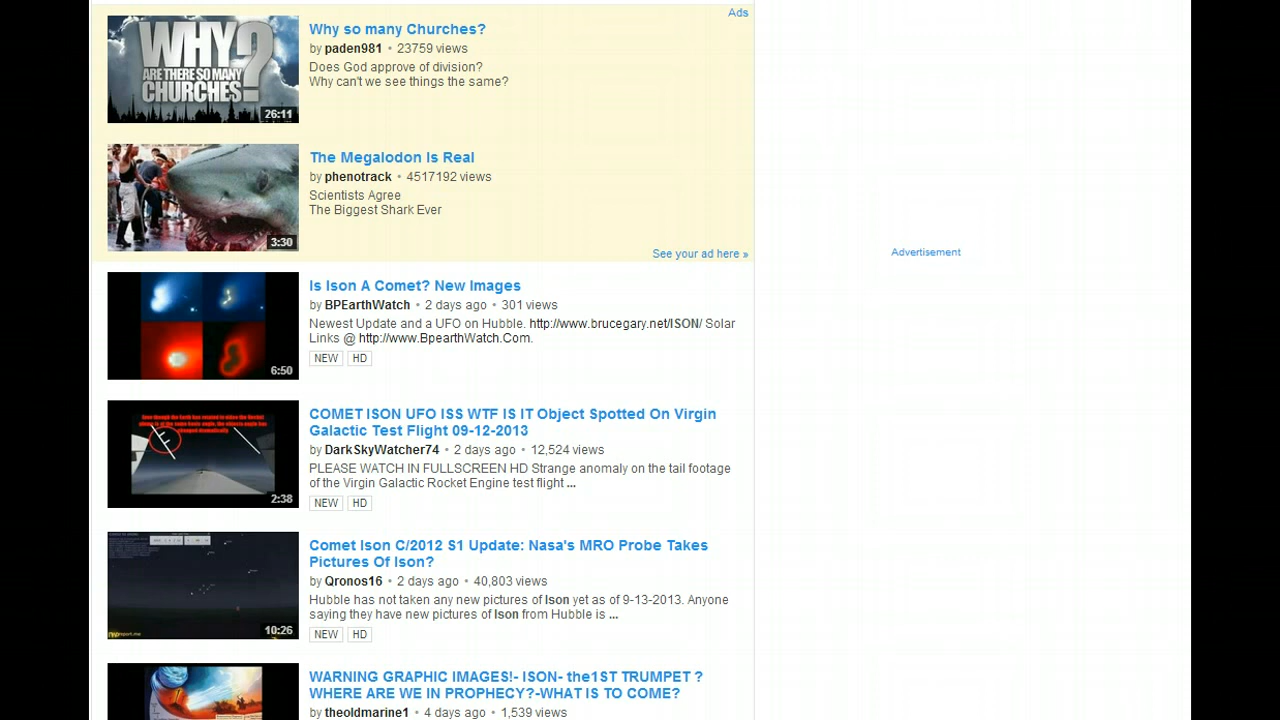 Ads
WHY
ARE THERE SO MANY
CHURCHES?
26:11
Why so many Churches?
by paden981 • 23759 views
Does God approve of division?
Why can't we see things the same?
3:30
The Megalodon Is Real
by phenotrack • 4517192 views
Scientists Agree
The Biggest Shark Ever
See your ad here »
Advertisement
6:50
Is Ison A Comet? New Images
by BPEarthWatch • 2 days ago • 301 views
Newest Update and a UFO on Hubble. http://www.brucegary.net/ISON/ Solar
Links @ http://www.BpearthWatch.Com.
NEW HD
2:38
COMET ISON UFO ISS WTF IS IT Object Spotted On Virgin
Galactic Test Flight 09-12-2013
by DarkSkyWatcher74 • 2 days ago • 12,524 views
PLEASE WATCH IN FULLSCREEN HD Strange anomaly on the tail footage
of the Virgin Galactic Rocket Engine test flight ...
NEW HD
10:26
Comet Ison C/2012 S1 Update: Nasa's MRO Probe Takes
Pictures Of Ison?
by Qronos16 • 2 days ago • 40,803 views
Hubble has not taken any new pictures of Ison yet as of 9-13-2013. Anyone
saying they have new pictures of Ison from Hubble is ...
NEW HD
WARNING GRAPHIC IMAGES!- ISON- the1ST TRUMPET ?
WHERE ARE WE IN PROPHECY?-WHAT IS TO COME?
by theoldmarine1 • 4 days ago • 1,539 views